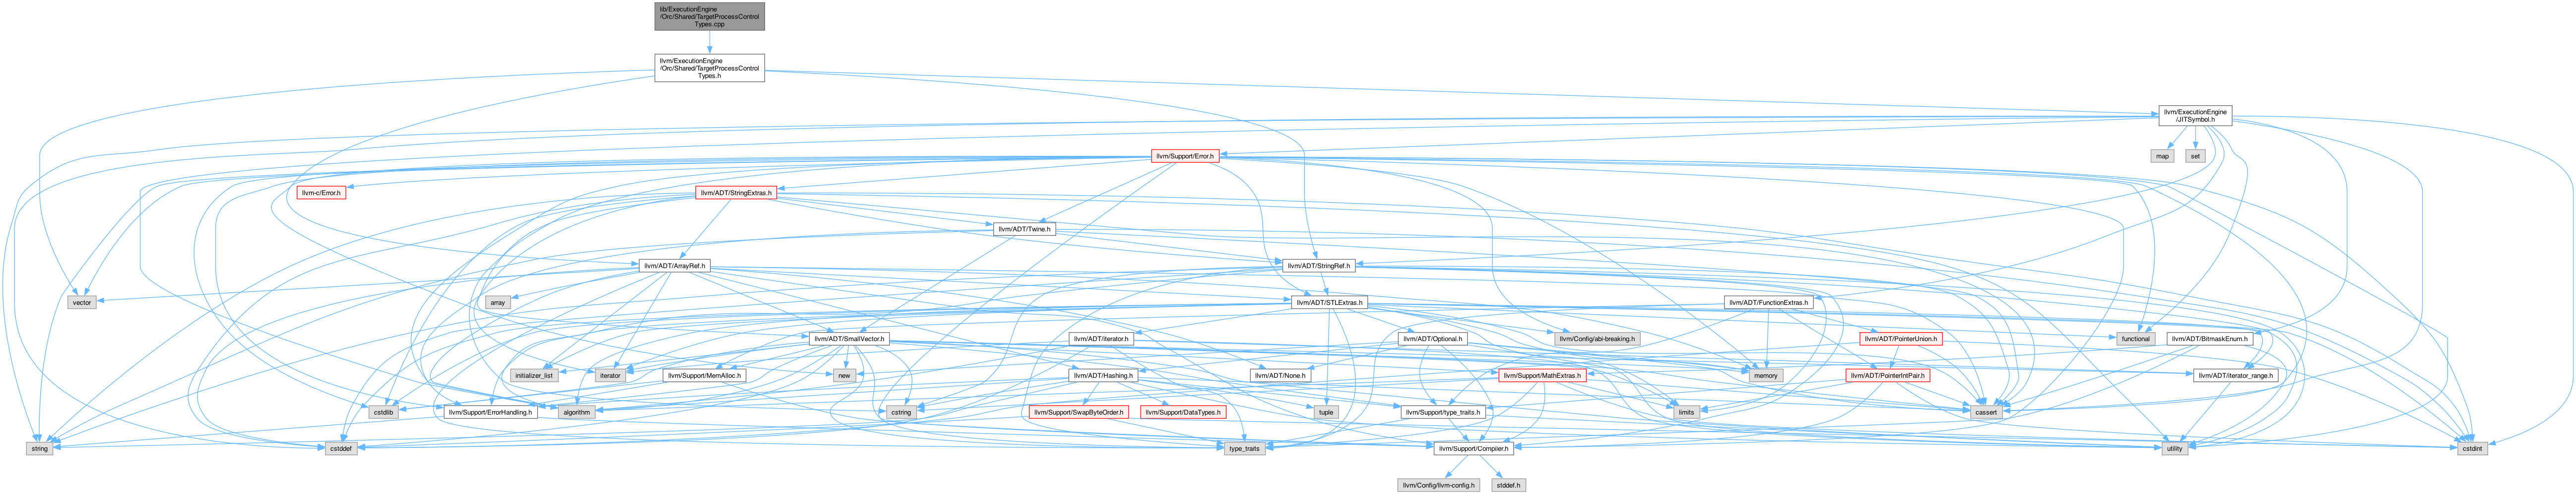 lib/ExecutionEngine
/Orc/Shared/TargetProcessControl
Types.cpp
llvm/ExecutionEngine
/Orc/Shared/TargetProcessControl
Types.h
llvm/ExecutionEngine
/JITSymbol.h
llvm/Support/Error.h
map
set
llvm-c/Error.h
llvm/ADT/StringExtras.h
llvm/ADT/Twine.h
llvm/ADT/ArrayRef.h
llvm/ADT/StringRef.h
vector
array
llvm/ADT/STLExtras.h
llvm/ADT/FunctionExtras.h
llvm/ADT/SmallVector.h
llvm/ADT/iterator.h
llvm/ADT/Optional.h
llvm/Config/abi-breaking.h
llvm/ADT/PointerUnion.h
functional
llvm/ADT/BitmaskEnum.h
initializer_list
iterator
llvm/Support/MemAlloc.h
new
llvm/ADT/Hashing.h
llvm/ADT/None.h
llvm/Support/MathExtras.h
memory
llvm/ADT/PointerIntPair.h
llvm/ADT/iterator_range.h
cstdlib
llvm/Support/ErrorHandling.h
algorithm
cstring
llvm/Support/SwapByteOrder.h
llvm/Support/DataTypes.h
tuple
llvm/Support/type_traits.h
limits
cassert
string
cstddef
type_traits
llvm/Support/Compiler.h
utility
cstdint
llvm/Config/llvm-config.h
stddef.h